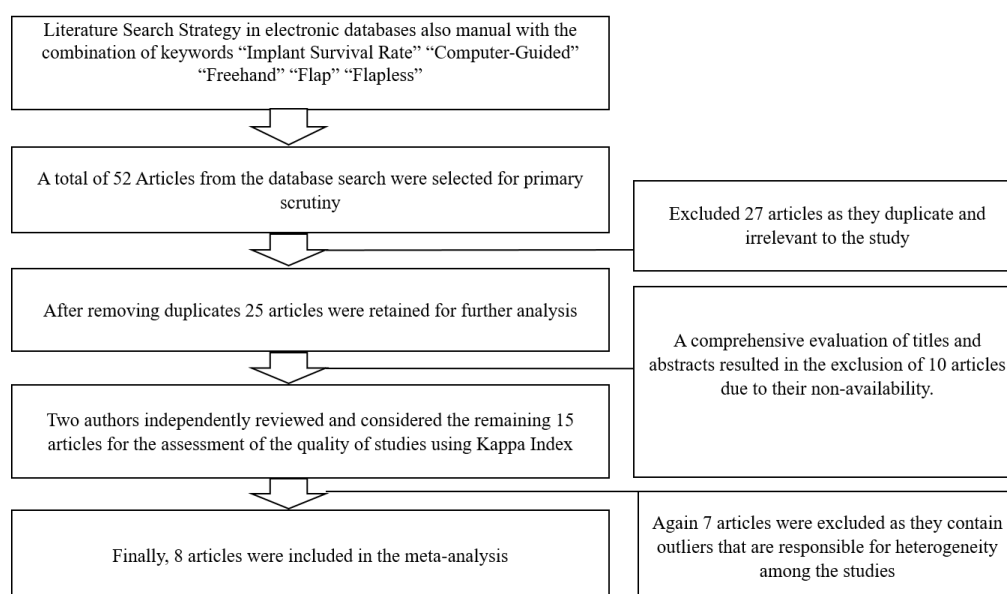 Literature Search Strategy in electronic databases also manual with the
combination of keywords “Implant Survival Rate” “Computer-Guided”
“Freehand” “Flap” “Flapless”
A total of 52 Articles from the database search were selected for primary
scrutiny
Excluded 27 articles as they duplicate and
irrelevant to the study
After removing duplicates 25 articles were retained for further analysis
A comprehensive evaluation of titles and
abstracts resulted in the exclusion of 10 articles
due to their non-availability.
Two authors independently reviewed and considered the remaining 15
articles for the assessment of the quality of studies using Kappa Index
Again 7 articles were excluded as they contain
outliers that are responsible for heterogeneity
among the studies
Finally, 8 articles were included in the meta-analysis